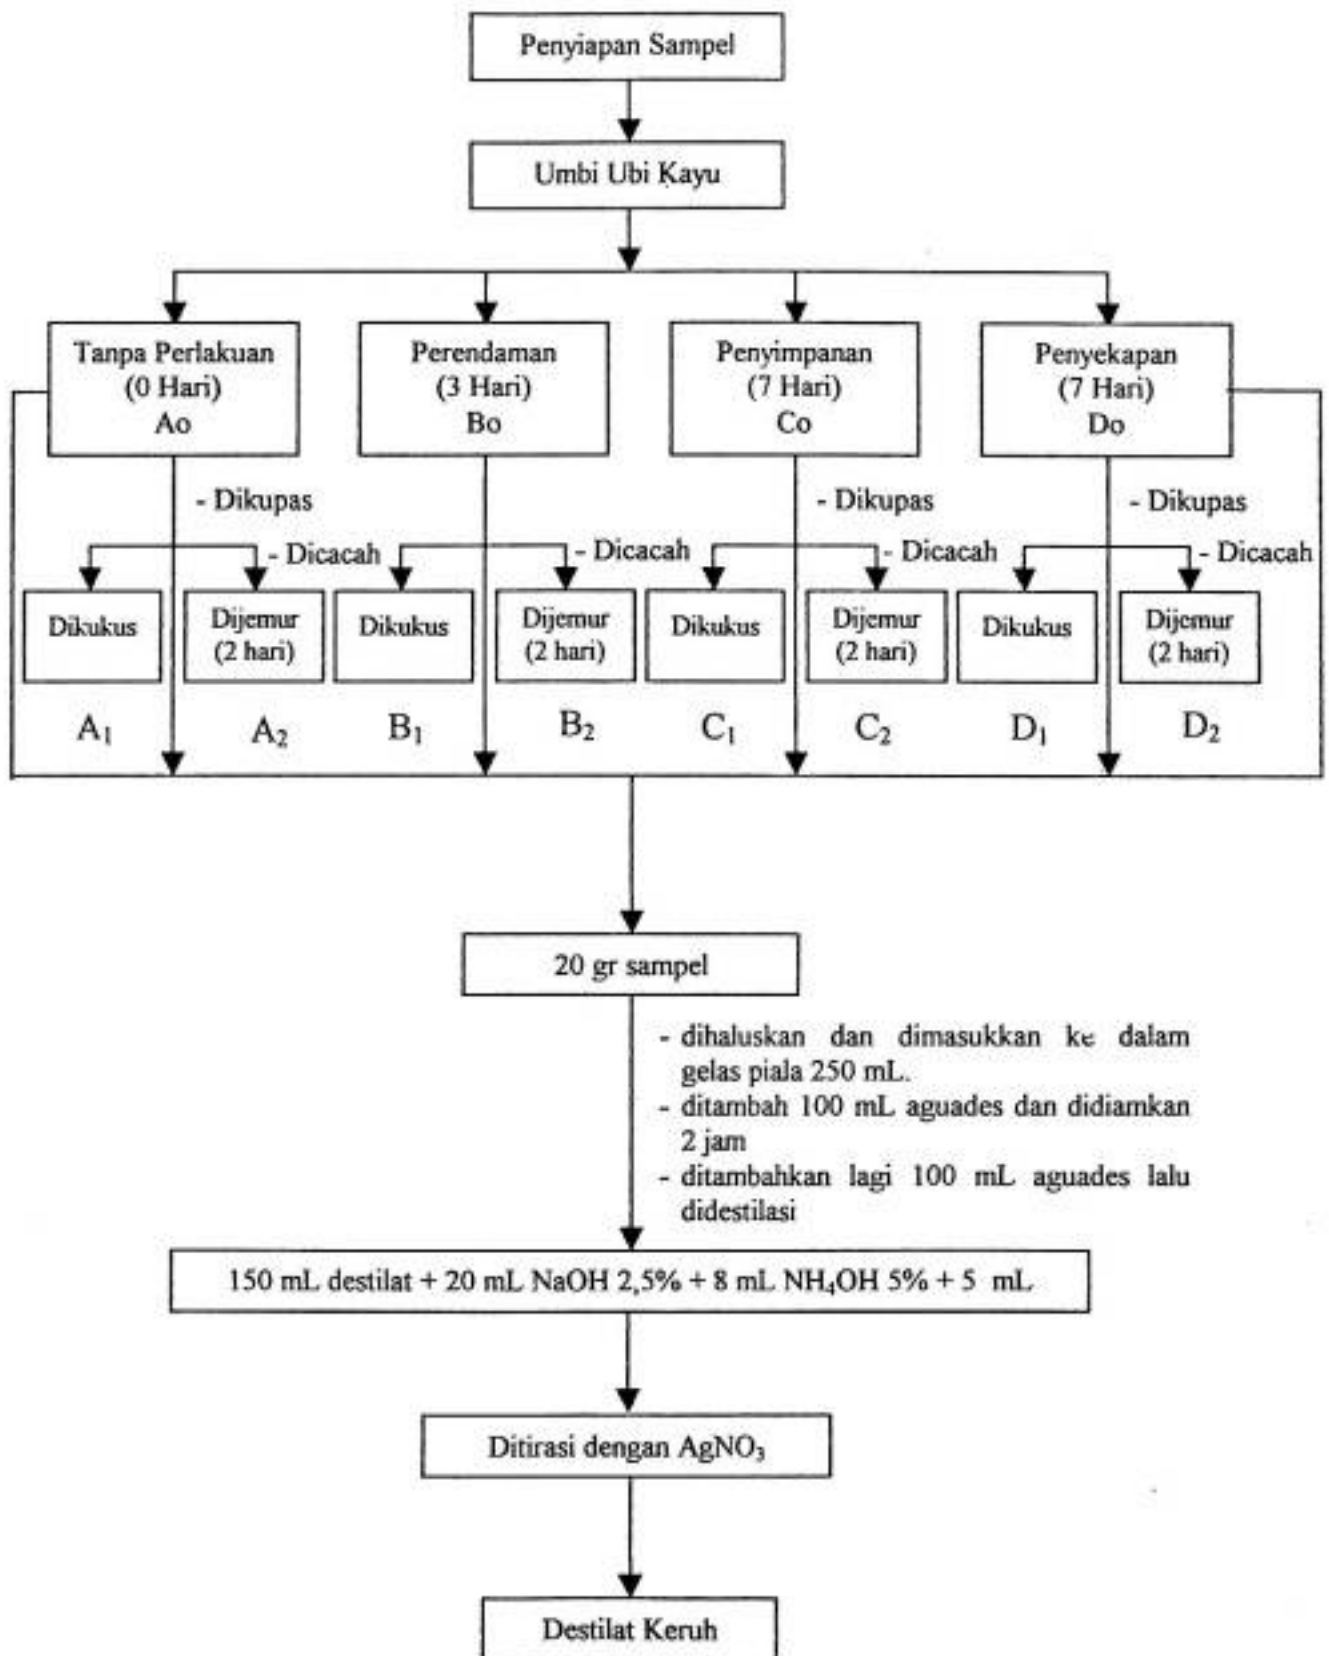 Penyiapan Sampel
Umbi Ubi Kayu
Tanpa Perlakuan
(0 Hari)
Ao
Perendaman
(3 Hari)
Bo
Penyimpanan
(7 Hari)
Co
Penyekapan
(7 Hari)
Do
- Dikupas
- Dikupas
- Dikupas
- Dicacah
- Dicacah
- Dicacah
- Dicacah
Dikukus
Dijemur
(2 hari)
Dikukus
Dijemur
(2 hari)
Dikukus
Dijemur
(2 hari)
Dikukus
Dijemur
(2 hari)
A₁
A₂
B₁
B₂
C₁
C₂
D₁
D₂
20 gr sampel
- dihaluskan dan dimasukkan ke dalam
gelas piala 250 mL.
- ditambah 100 mL aguades dan didiamkan
2 jam
- ditambahkan lagi 100 mL aguades lalu
didestilasi
150 mL destilat + 20 mL NaOH 2,5% + 8 mL NH₄OH 5% + 5 mL
Ditirasi dengan AgNO₃
Destilat Keruh